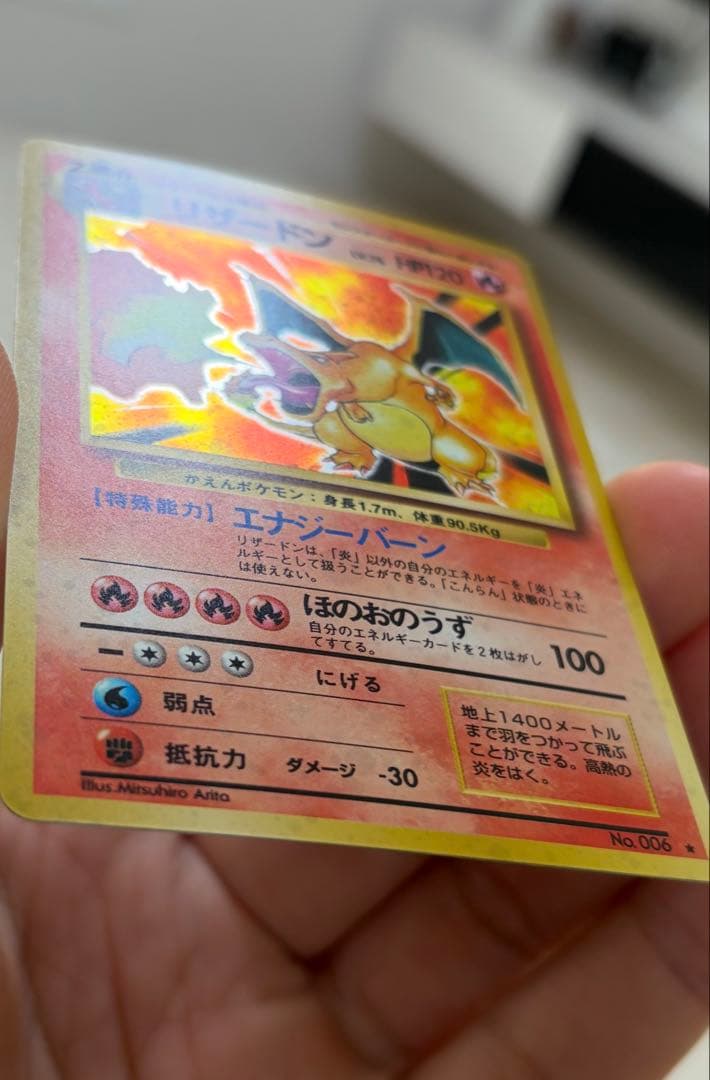 リザードン HP120
かえんポケモン：身長1.7m、体重90.5Kg
【特殊能力】 エナジーバーン
リザードンは、「炎」以外の自分のエネルギーを「炎」エネ
ルギーとして扱うことができる。「こんらん」状態のときに
は使えない。
ほのおのうず 100
自分のエネルギーカードを２枚はがし
てすてる。
にげる
弱点
抵抗力 ダメージ -30
地上1400メートル
まで羽をつかって飛ぶ
ことができる。高熱の
炎をはく。
Illus.Mitsuhiro Arita
No.006